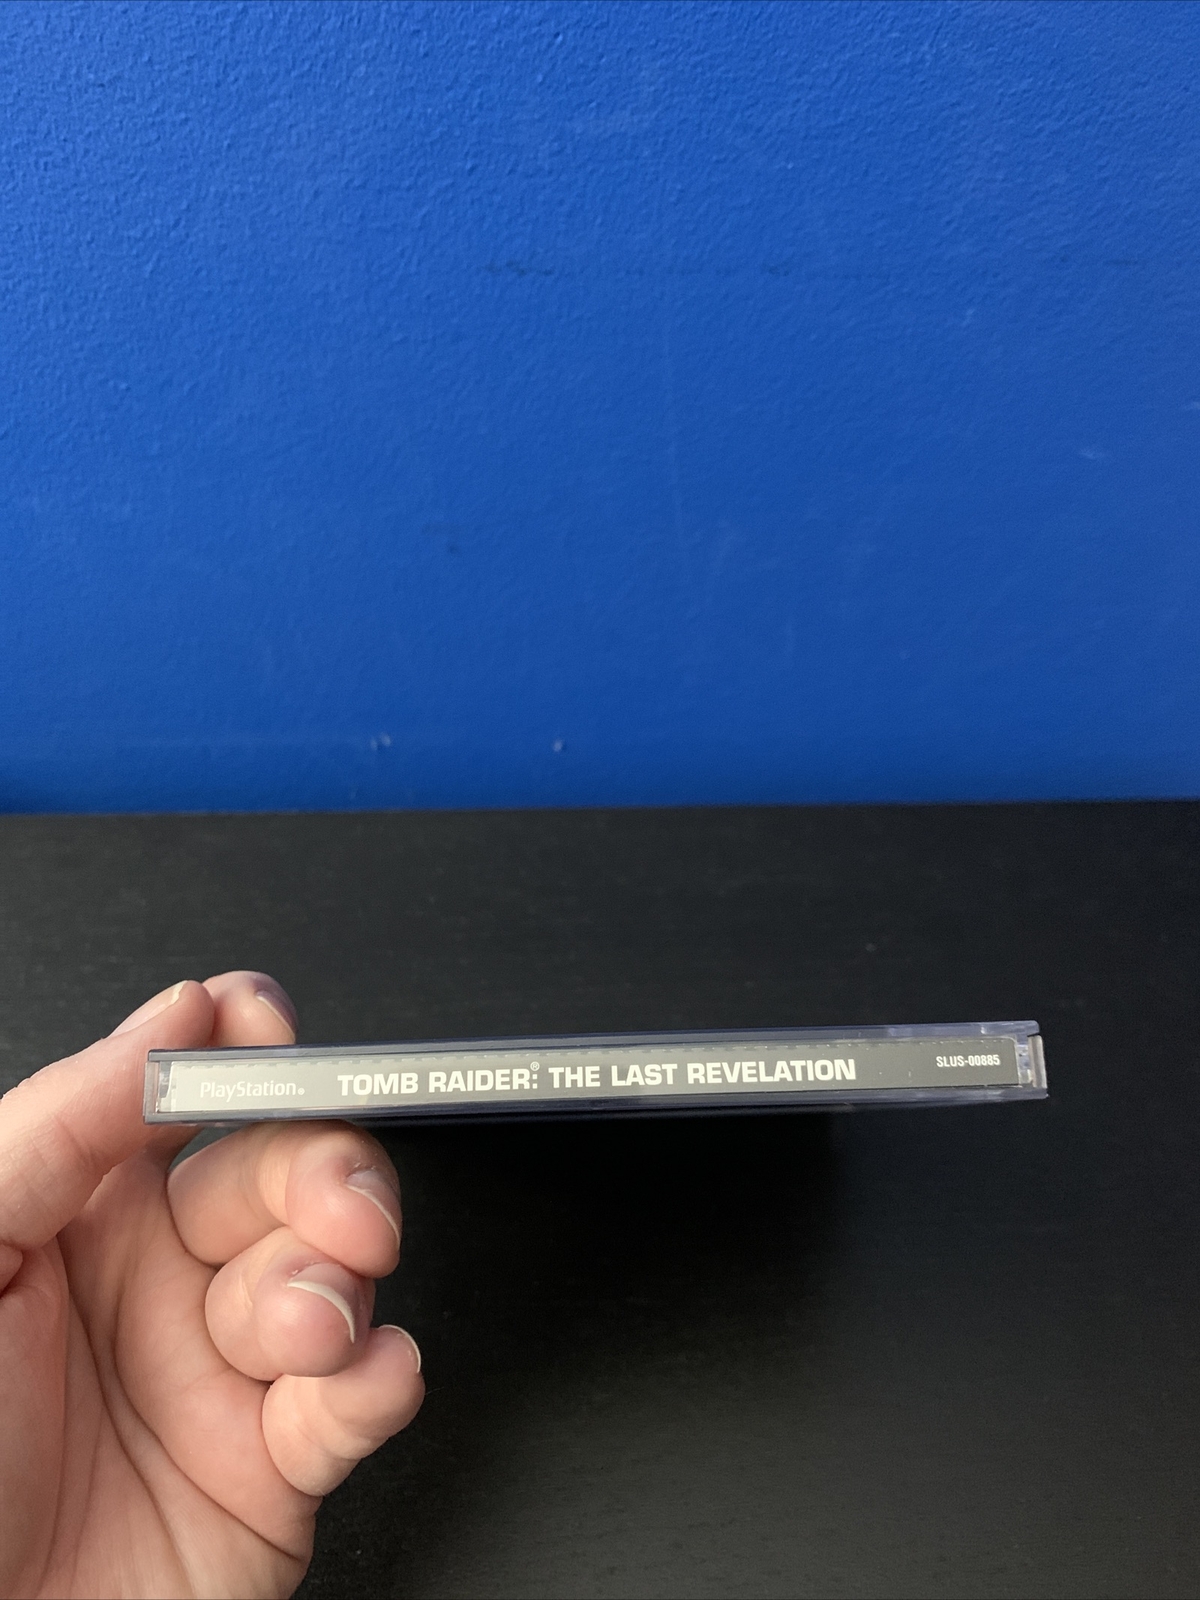 PlayStation® TOMB RAIDER®: THE LAST REVELATION SLUS-00885